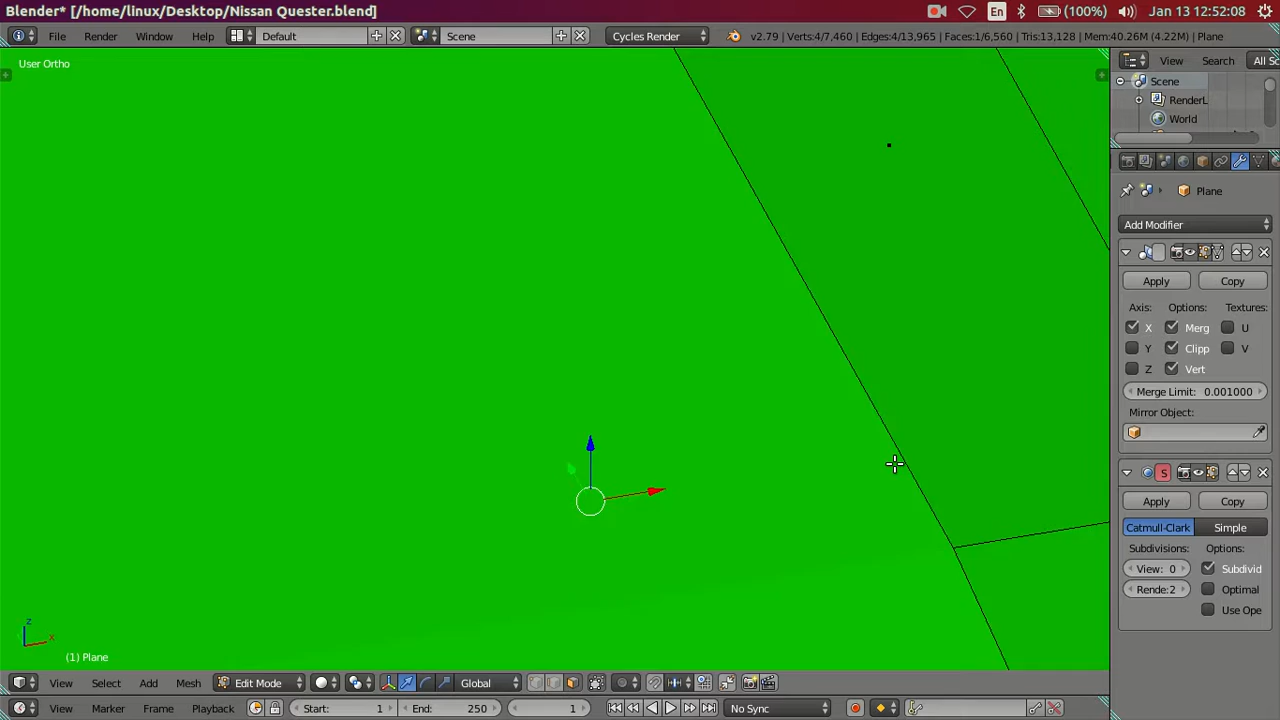 Blender* [/home/linux/Desktop/Nissan Quester.blend]
En
(100%)
Jan 13 12:52:08
File
Render
Window
Help
Default
Scene
Cycles Render
v2.79 | Verts:4/7,460 | Edges:4/13,965 | Faces:1/6,560 | Tris:13,128 | Mem:40.26M (4.22M) | Plane
User Ortho
View
Search
All Sc
Scene
RenderL
World
Plane
Add Modifier
Apply
Copy
Axis:
Options:
Textures:
X
Merg
U
Y
Clipp
V
Z
Vert
Merge Limit: 0.001000
Mirror Object:
S
Apply
Copy
Catmull-Clark
Simple
Subdivisions:
Options:
View: 0
Subdivid
Rende:2
Optimal
Use Ope
z
x
(1) Plane
View
Select
Add
Mesh
Edit Mode
Global
View
Marker
Frame
Playback
Start: 1
End: 250
1
No Sync